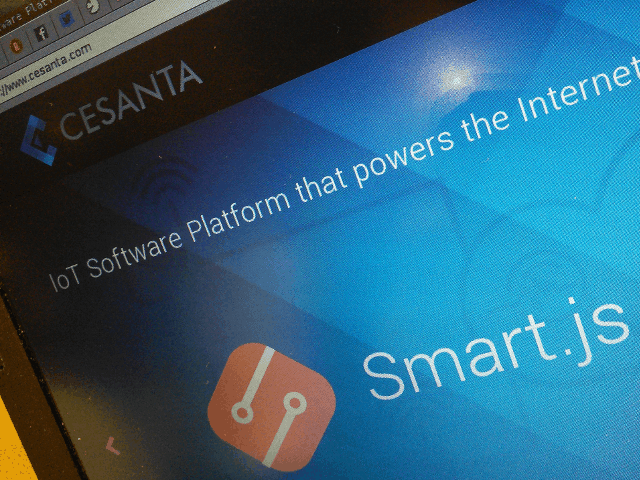 ://www.cesanta.com
CESANTA
IoT Software Platform that powers the Internet
Smart.js